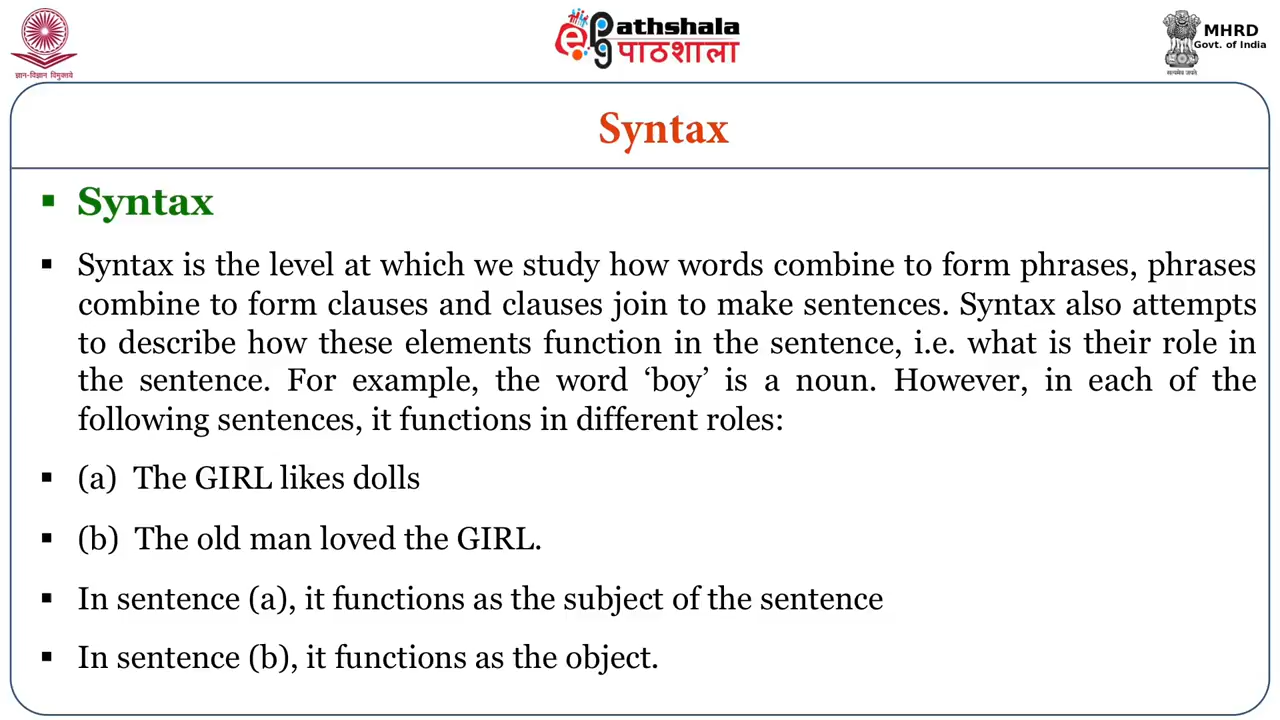 ज्ञान-विज्ञान विमुक्तये
ePathshala
पाठशाला
MHRD
Govt. of India
सत्यमेव जयते
Syntax
▪ Syntax
▪ Syntax is the level at which we study how words combine to form phrases, phrases
combine to form clauses and clauses join to make sentences. Syntax also attempts
to describe how these elements function in the sentence, i.e. what is their role in
the sentence. For example, the word ‘boy’ is a noun. However, in each of the
following sentences, it functions in different roles:
▪ (a) The GIRL likes dolls
▪ (b) The old man loved the GIRL.
▪ In sentence (a), it functions as the subject of the sentence
▪ In sentence (b), it functions as the object.